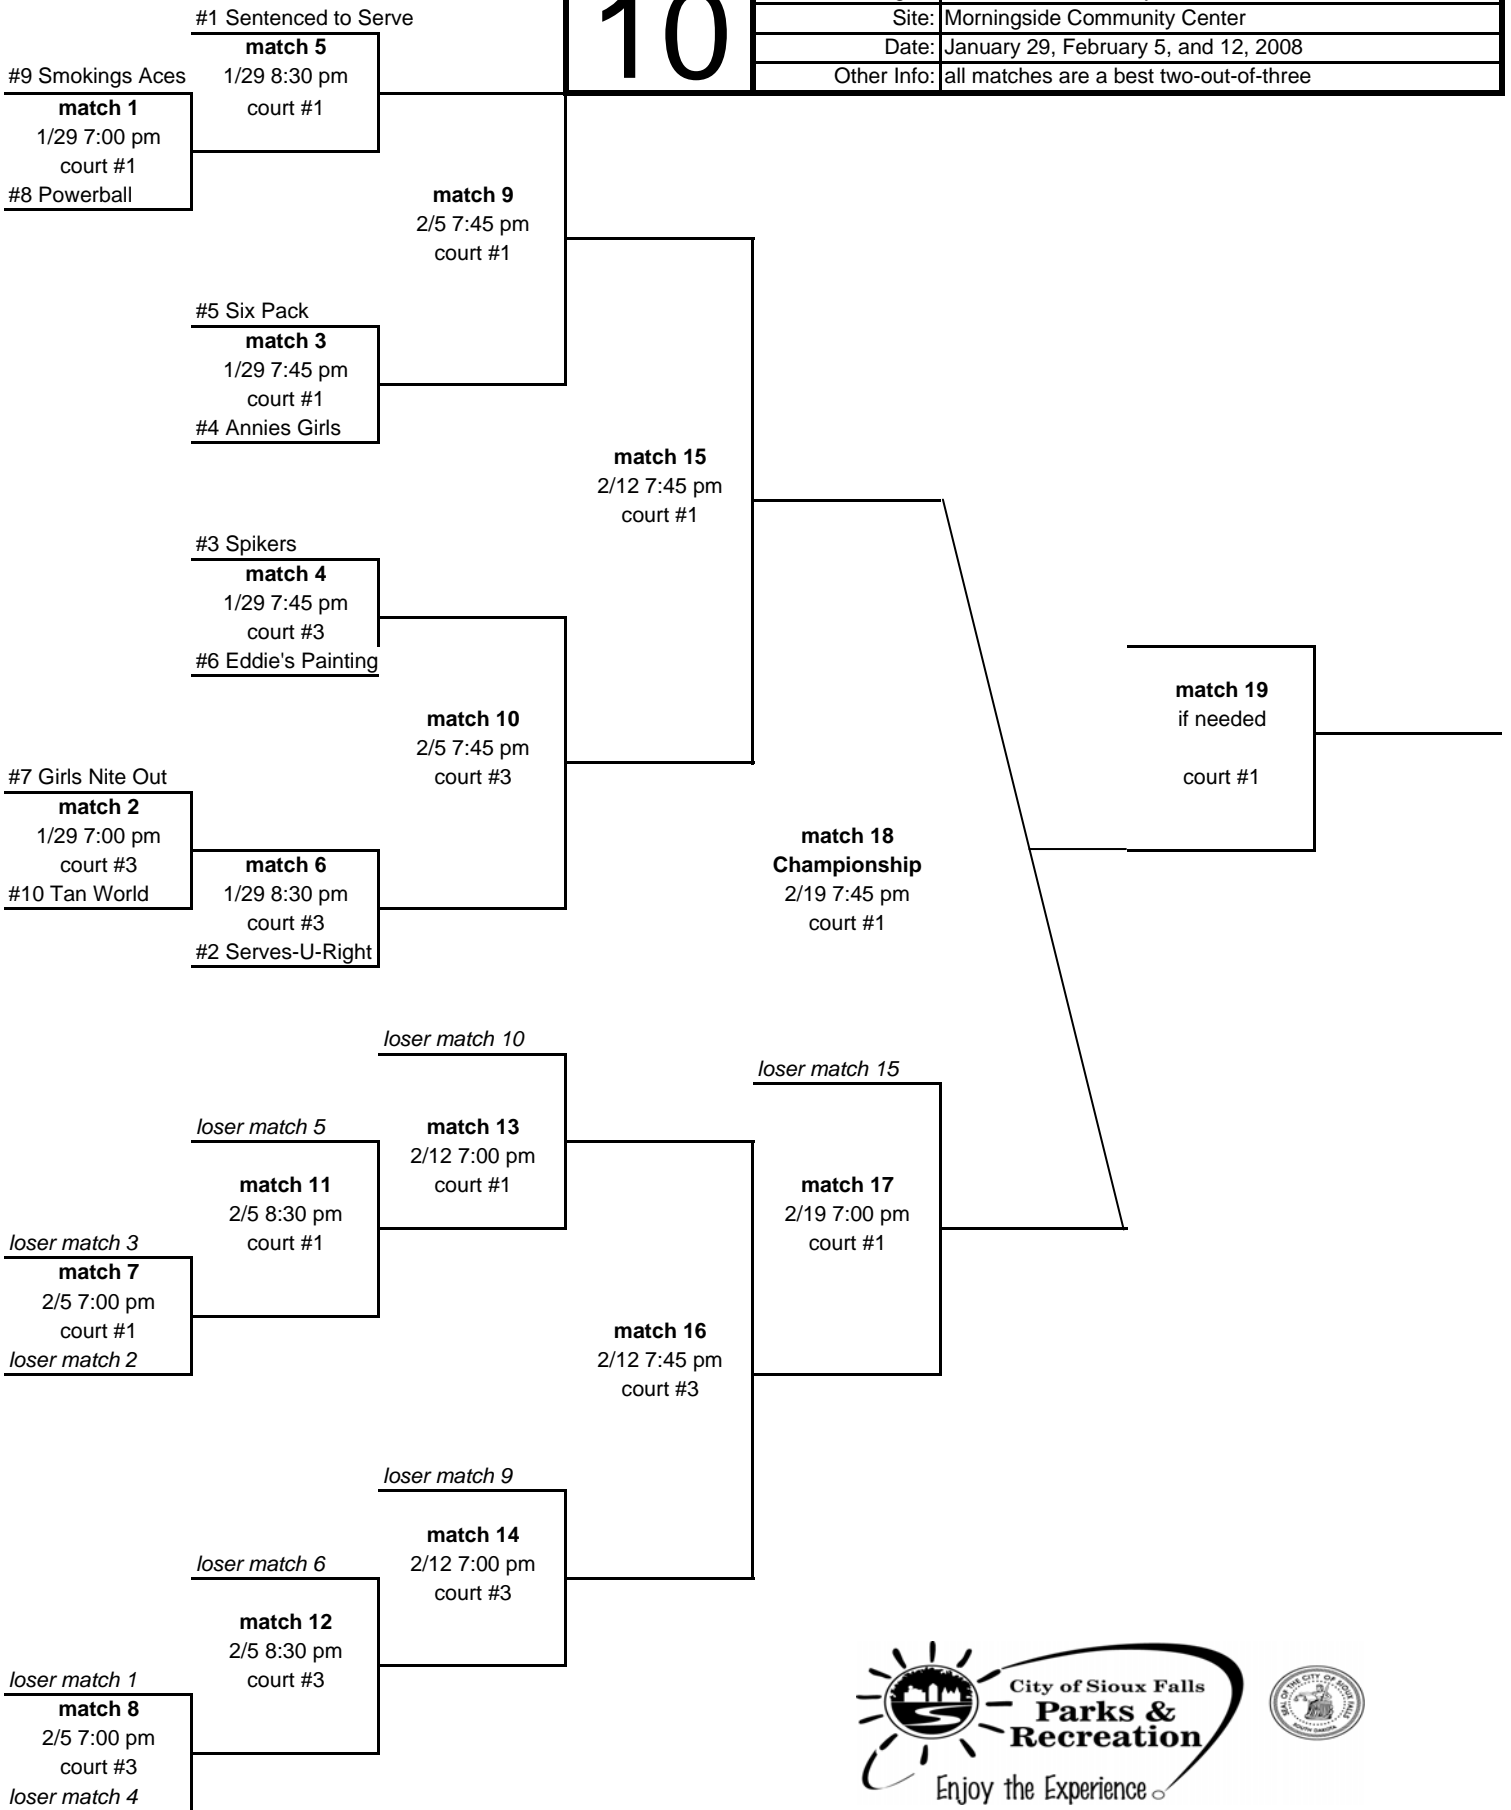 #1 Sentenced to Serve
match 5
1/29 8:30 pm
court #1
#9 Smokings Aces
match 1
1/29 7:00 pm
court #1
#8 Powerball
10
Site: Morningside Community Center
Date: January 29, February 5, and 12, 2008
Other Info: all matches are a best two-out-of-three
match 9
2/5 7:45 pm
court #1
#5 Six Pack
match 3
1/29 7:45 pm
court #1
#4 Annies Girls
match 15
2/12 7:45 pm
court #1
#3 Spikers
match 4
1/29 7:45 pm
court #3
#6 Eddie's Painting
match 10
2/5 7:45 pm
court #3
match 19
if needed
court #1
#7 Girls Nite Out
match 2
1/29 7:00 pm
court #3
#10 Tan World
match 6
1/29 8:30 pm
court #3
#2 Serves-U-Right
match 18
Championship
2/19 7:45 pm
court #1
loser match 10
match 13
2/12 7:00 pm
court #1
loser match 15
match 17
2/19 7:00 pm
court #1
loser match 5
match 11
2/5 8:30 pm
court #1
loser match 3
match 7
2/5 7:00 pm
court #1
loser match 2
match 16
2/12 7:45 pm
court #3
loser match 9
match 14
2/12 7:00 pm
court #3
loser match 6
match 12
2/5 8:30 pm
court #3
loser match 1
match 8
2/5 7:00 pm
court #3
loser match 4
City of Sioux Falls
Parks &
Recreation
Enjoy the Experience
SEAL OF THE CITY OF SIOUX FALLS
SOUTH DAKOTA